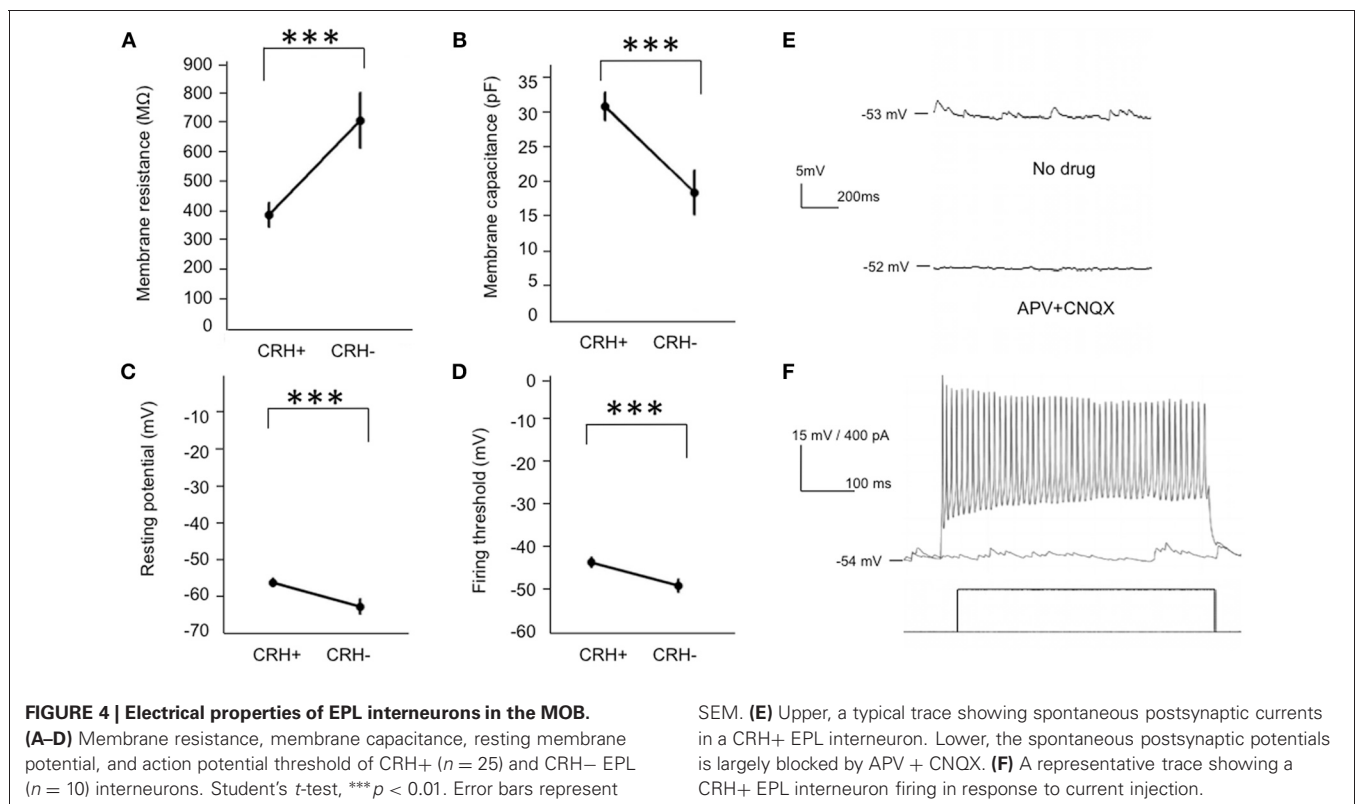 A
***
900
800
700
600
500
400
300
200
100
0
Membrane resistance (MΩ)
CRH+ CRH-
B
***
35
30
25
20
15
10
5
0
Membrane capacitance (pF)
CRH+ CRH-
C
***
-10
-20
-30
-40
-50
-60
-70
Resting potential (mV)
CRH+ CRH-
D
***
0
-10
-20
-30
-40
-50
-60
Firing threshold (mV)
CRH+ CRH-
E
-53 mV
No drug
5mV
200ms
-52 mV
APV+CNQX
F
15 mV / 400 pA
100 ms
-54 mV
FIGURE 4 | Electrical properties of EPL interneurons in the MOB.
(A–D) Membrane resistance, membrane capacitance, resting membrane
potential, and action potential threshold of CRH+ (n = 25) and CRH− EPL
(n = 10) interneurons. Student's t-test, ***p < 0.01. Error bars represent
SEM. (E) Upper, a typical trace showing spontaneous postsynaptic currents
in a CRH+ EPL interneuron. Lower, the spontaneous postsynaptic potentials
is largely blocked by APV + CNQX. (F) A representative trace showing a
CRH+ EPL interneuron firing in response to current injection.